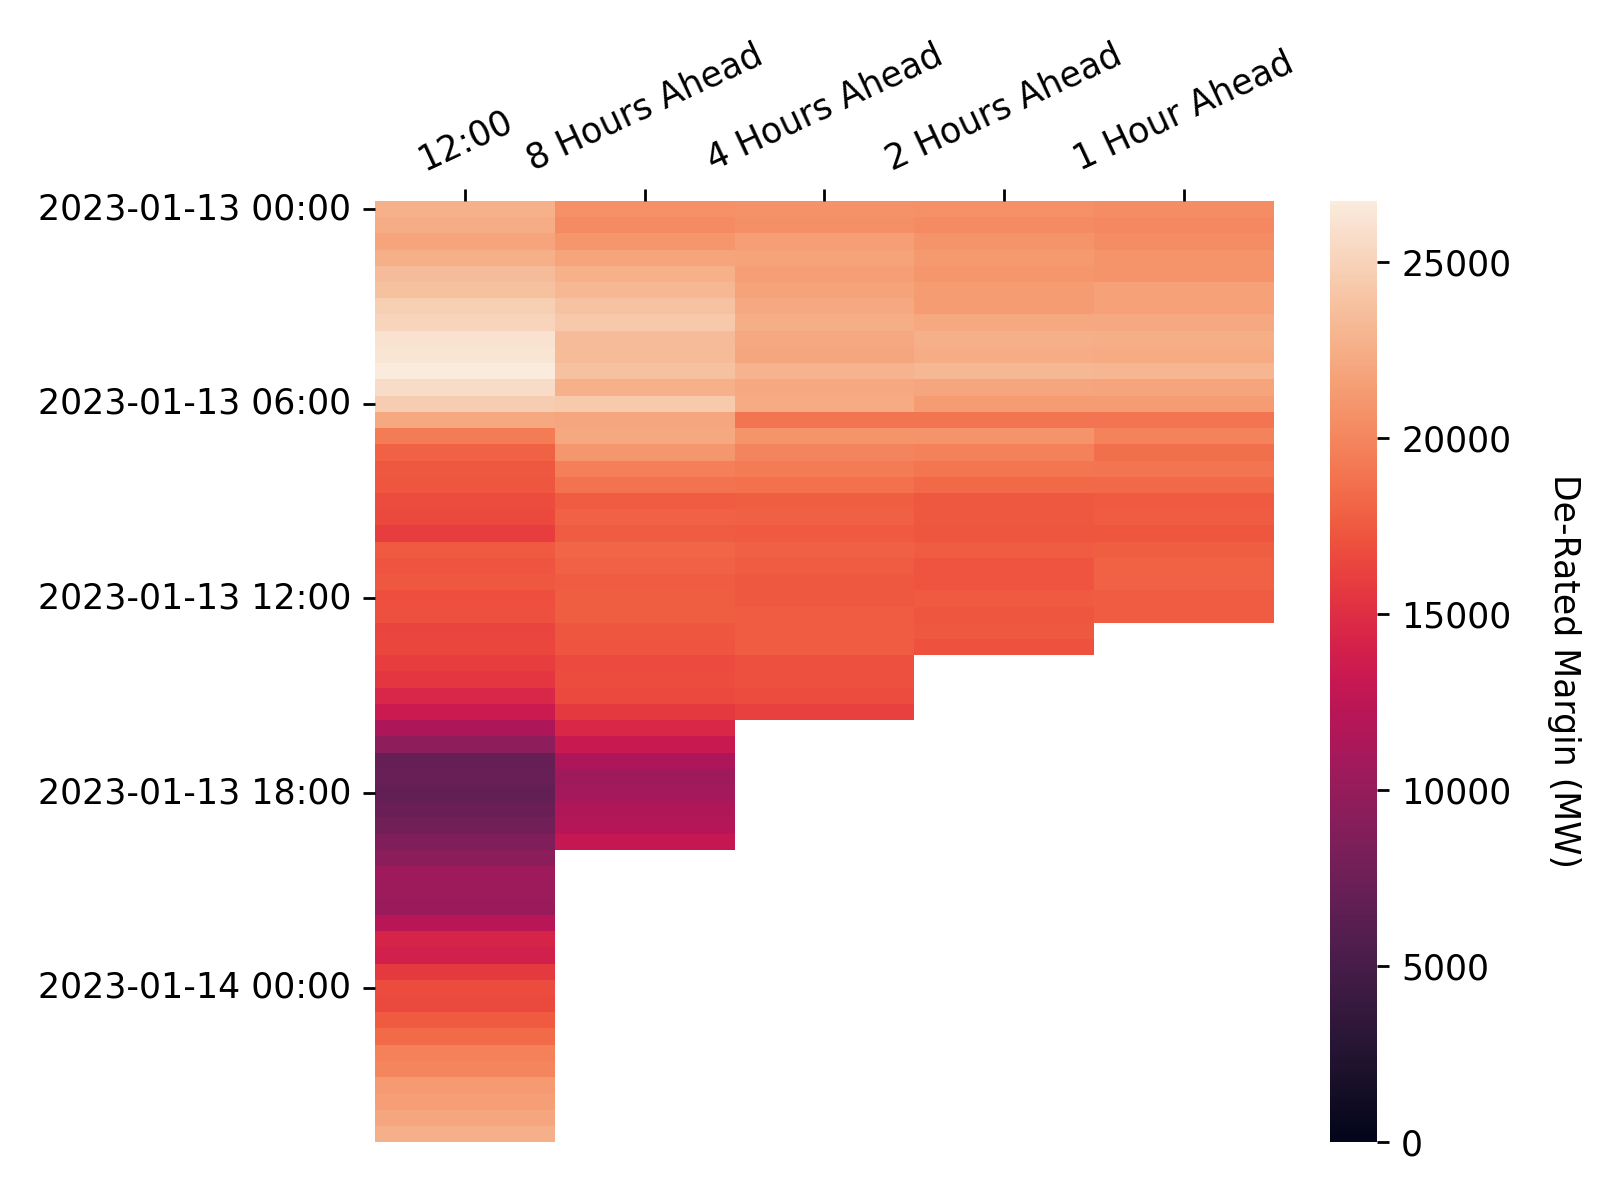 12:00
8 Hours Ahead
4 Hours Ahead
2 Hours Ahead
1 Hour Ahead
2023-01-13 00:00
2023-01-13 06:00
2023-01-13 12:00
2023-01-13 18:00
2023-01-14 00:00
25000
20000
15000
10000
5000
0
De-Rated Margin (MW)